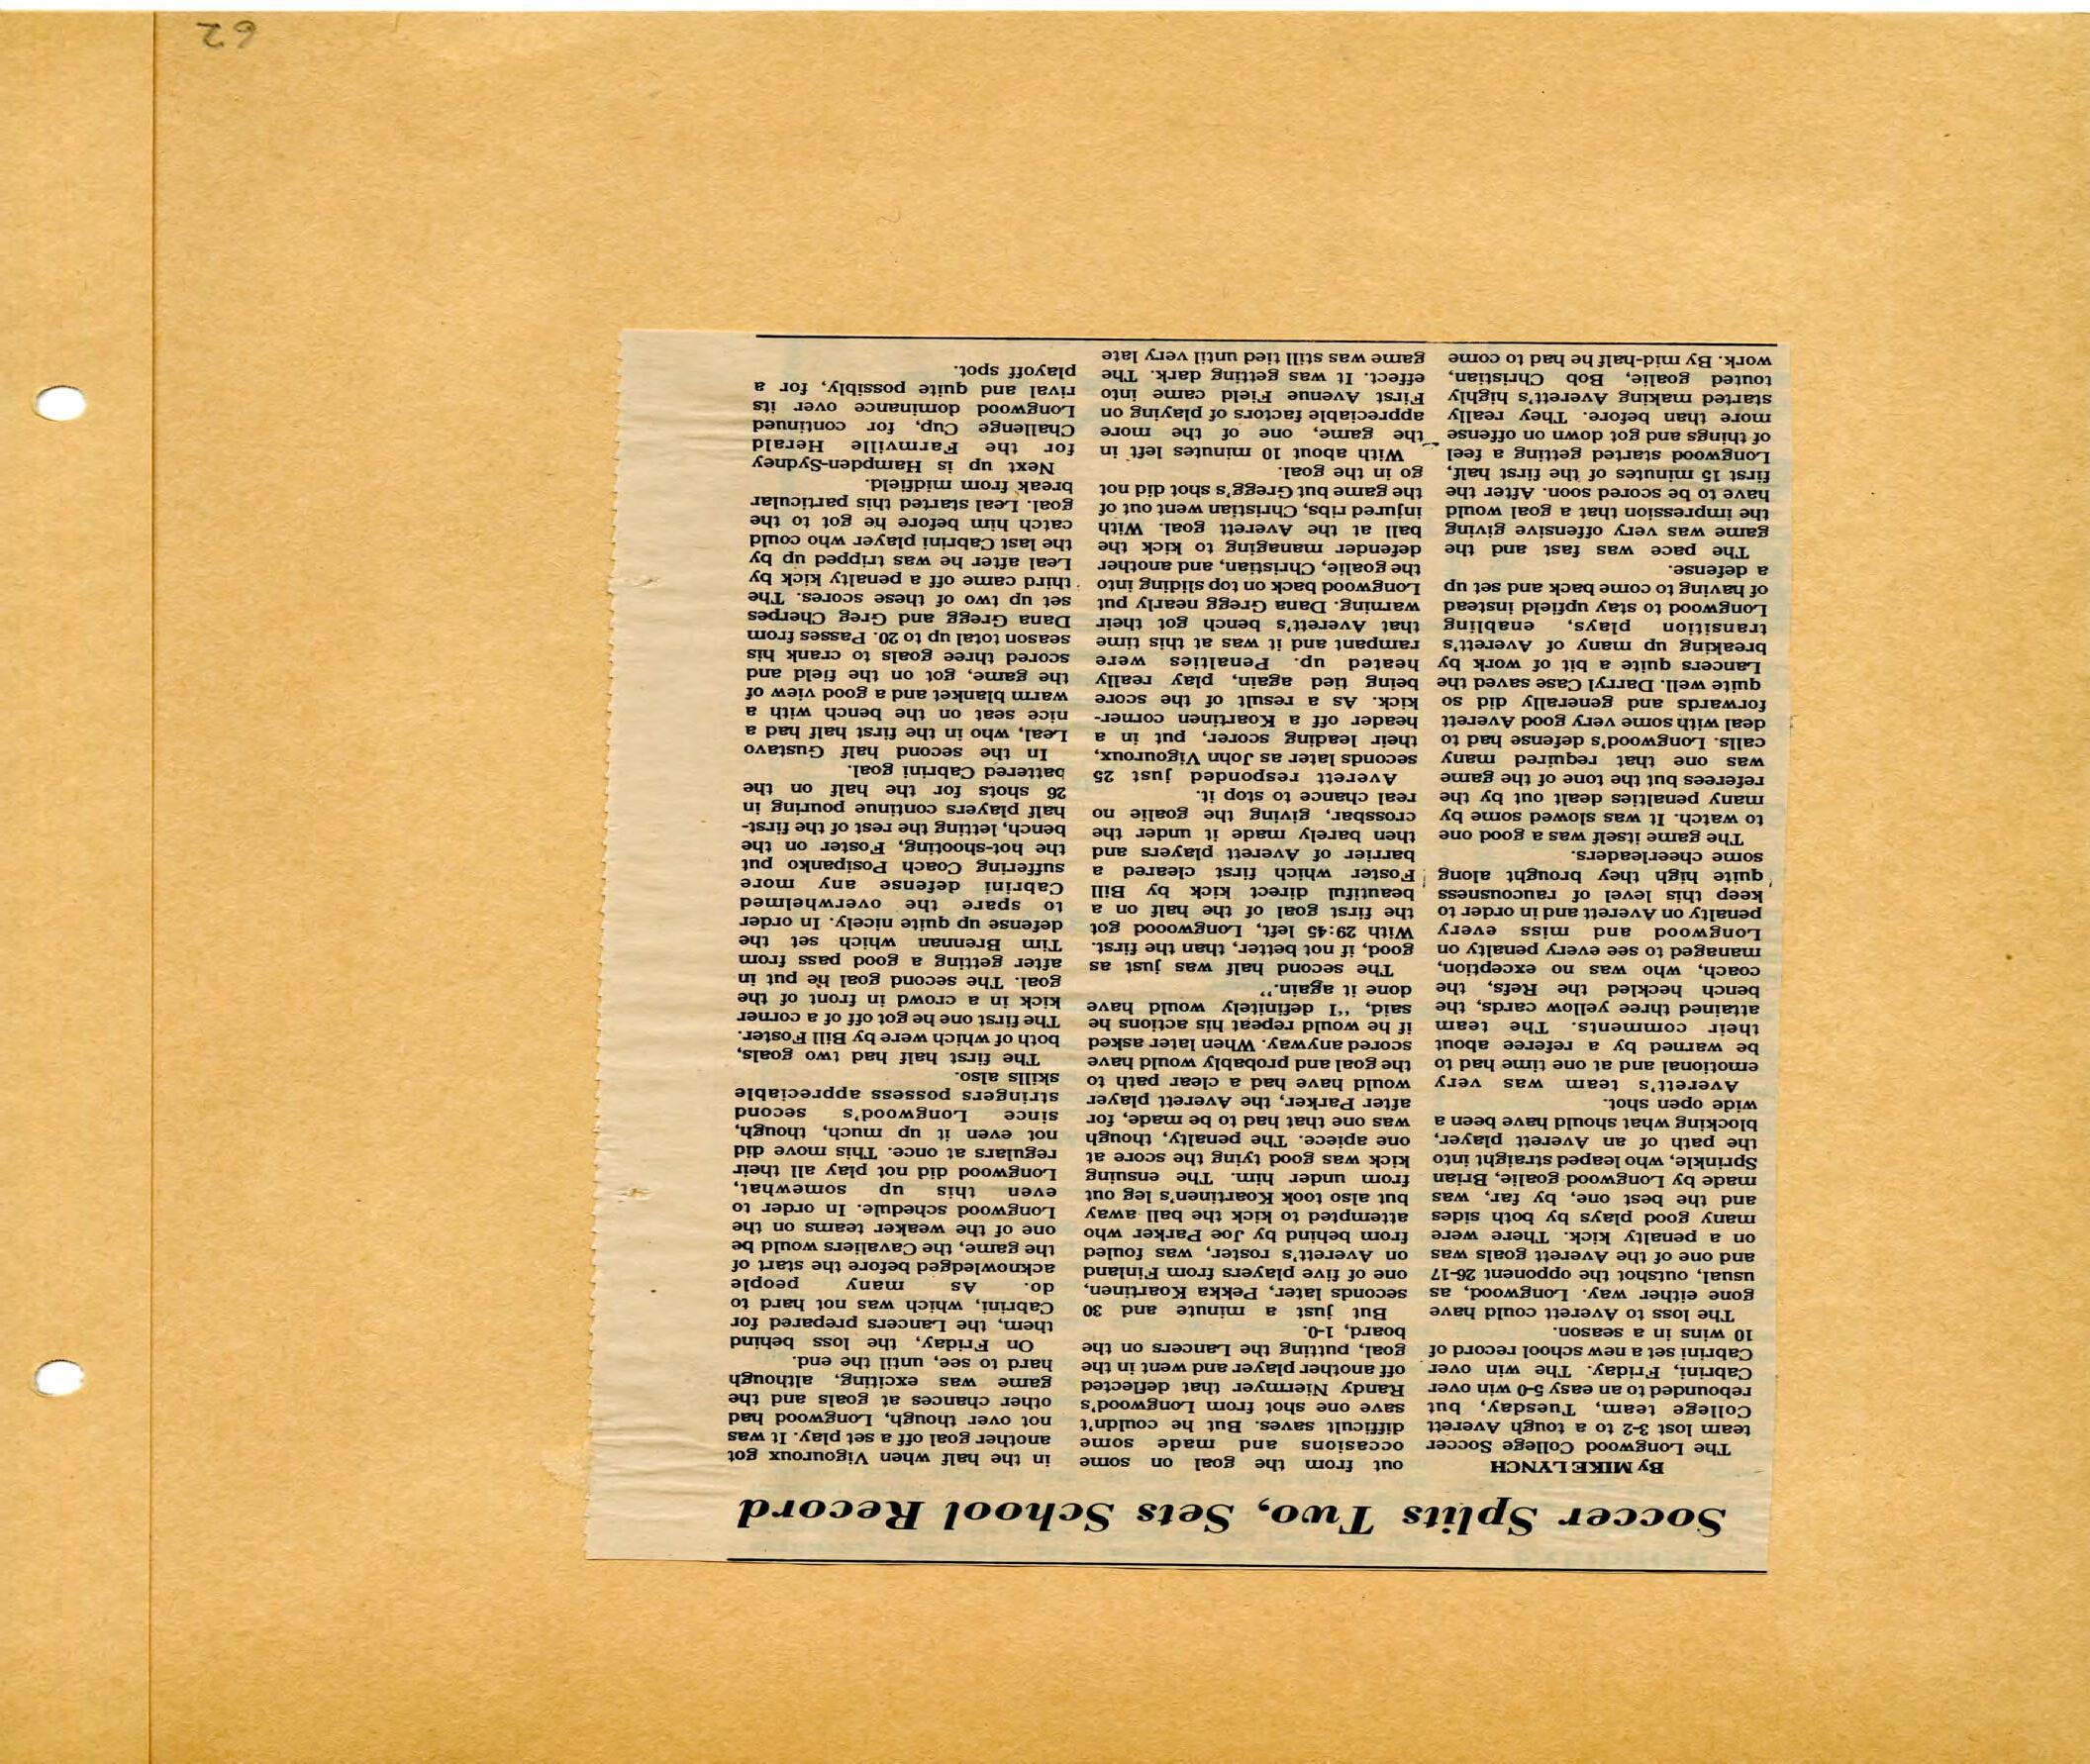 62
Soccer Splits Two, Sets School Record
By MIKE LYNCH
The Longwood College Soccer
team lost 3-2 to a tough Averett
College team, Tuesday, but
rebounded to an easy 5-0 win over
Cabrini, Friday. The win over
Cabrini set a new school record of
10 wins in a season.
The loss to Averett could have
gone either way. Longwood, as
usual, outshot the opponent 26-17
and one of the Averett goals was
on a penalty kick. There were
many good plays by both sides
and the best one, by far, was
made by Longwood goalie, Brian
Sprinkle, who leaped straight into
the path of an Averett player,
blocking what should have been a
wide open shot.
Averett's team was very
emotional and at one time had to
be warned by a referee about
their comments. The team
attained three yellow cards, the
bench heckled the Refs, the
coach, who was no exception,
managed to see every penalty on
Longwood and miss every
penalty on Averett and in order to
keep this level of raucousness
quite high they brought along
some cheerleaders.
The game itself was a good one
to watch. It was slowed some by
many penalties dealt out by the
referees but the tone of the game
was one that required many
calls. Longwood's defense had to
deal with some very good Averett
forwards and generally did so
quite well. Darryl Case saved the
Lancers quite a bit of work by
breaking up many of Averett's
transition plays, enabling
Longwood to stay upfield instead
of having to come back and set up
a defense.
The pace was fast and the
game was very offensive giving
the impression that a goal would
have to be scored soon. After the
first 15 minutes of the first half,
Longwood started getting a feel
of things and got down on offense
more than before. They really
started making Averett's highly
touted goalie, Bob Christian,
work. By mid-half he had to come
out from the goal on some
occasions and made some
difficult saves. But he couldn't
save one shot from Longwood's
Randy Niermyer that deflected
off another player and went in the
goal, putting the Lancers on the
board, 1-0.
But just a minute and 30
seconds later, Pekka Koartinen,
one of five players from Finland
on Averett's roster, was fouled
from behind by Joe Parker who
attempted to kick the ball away
but also took Koartinen's leg out
from under him. The ensuing
kick was good tying the score at
one apiece. The penalty, though
was one that had to be made, for
after Parker, the Averett player
would have had a clear path to
the goal and probably would have
scored anyway. When later asked
if he would repeat his actions he
said, "I definitely would have
done it again."
The second half was just as
good, if not better, than the first.
With 29:45 left, Longwoood got
the first goal of the half on a
beautiful direct kick by Bill
Foster which first cleared a
barrier of Averett players and
then barely made it under the
crossbar, giving the goalie no
real chance to stop it.
Averett responded just 25
seconds later as John Vigouroux,
their leading scorer, put in a
header off a Koartinen corner-
kick. As a result of the score
being tied again, play really
heated up. Penalties were
rampant and it was at this time
that Averett's bench got their
warning. Dana Gregg nearly put
Longwood back on top sliding into
the goalie, Christian, and another
defender managing to kick the
ball at the Averett goal. With
injured ribs, Christian went out of
the game but Gregg's shot did not
go in the goal.
With about 10 minutes left in
the game, one of the more
appreciable factors of playing on
First Avenue Field came into
effect. It was getting dark. The
game was still tied until very late
in the half when Vigouroux got
another goal off a set play. It was
not over though, Longwood had
other chances at goals and the
game was exciting, although
hard to see, until the end.
On Friday, the loss behind
them, the Lancers prepared for
Cabrini, which was not hard to
do. As many people
acknowledged before the start of
the game, the Cavaliers would be
one of the weaker teams on the
Longwood schedule. In order to
even this up somewhat,
Longwood did not play all their
regulars at once. This move did
not even it up much, though,
since Longwood's second
stringers possess appreciable
skills also.
The first half had two goals,
both of which were by Bill Foster.
The first one he got off of a corner
kick in a crowd in front of the
goal. The second goal he put in
after getting a good pass from
Tim Brennan which set the
defense up quite nicely. In order
to spare the overwhelmed
Cabrini defense any more
suffering Coach Posipanko put
the hot-shooting, Foster on the
bench, letting the rest of the first-
half players continue pouring in
26 shots for the half on the
battered Cabrini goal.
In the second half Gustavo
Leal, who in the first half had a
nice seat on the bench with a
warm blanket and a good view of
the game, got on the field and
scored three goals to crank his
season total up to 20. Passes from
Dana Gregg and Greg Cherpes
set up two of these scores. The
third came off a penalty kick by
Leal after he was tripped up by
the last Cabrini player who could
catch him before he got to the
goal. Leal started this particular
break from midfield.
Next up is Hampden-Sydney
for the Farmville Herald
Challenge Cup, for continued
Longwood dominance over its
rival and quite possibly, for a
playoff spot.